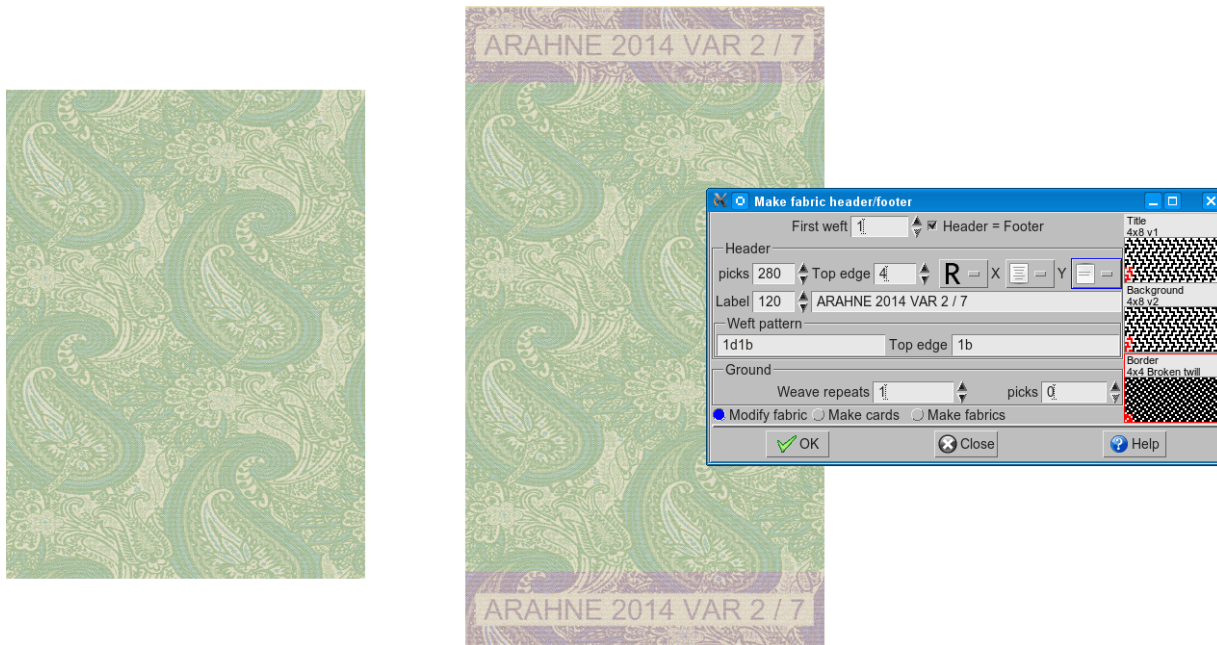 ARAHNE 2014 VAR 2 / 7
Make fabric header/footer
First weft 1 Header = Footer
Header
picks 280 Top edge 4 R X Y
Label 120 ARAHNE 2014 VAR 2 / 7
Weft pattern
1d1b Top edge 1b
Ground
Weave repeats 1 picks 0
Modify fabric Make cards Make fabrics
OK Close Help
Title
4x8 v1
Background
4x8 v2
Border
4x4 Broken twill
ARAHNE 2014 VAR 2 / 7